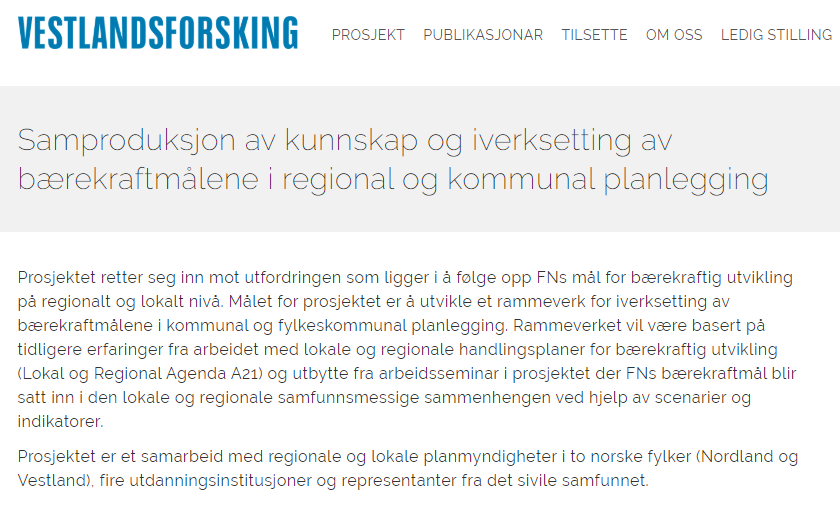 VESTLANDSFORSKING
PROSJEKT PUBLIKASJONAR TILSETTE OM OSS LEDIG STILLING
Samproduksjon av kunnskap og iverksetting av
bærekraftmålene i regional og kommunal planlegging
Prosjektet retter seg inn mot utfordringen som ligger i å følge opp FNs mål for bærekraftig utvikling
på regionalt og lokalt nivå. Målet for prosjektet er å utvikle et rammeverk for iverksetting av
bærekraftmålene i kommunal og fylkeskommunal planlegging. Rammeverket vil være basert på
tidligere erfaringer fra arbeidet med lokale og regionale handlingsplaner for bærekraftig utvikling
(Lokal og Regional Agenda A21) og utbytte fra arbeidsseminar i prosjektet der FNs bærekraftmål blir
satt inn i den lokale og regionale samfunnsmessige sammenhengen ved hjelp av scenarier og
indikatorer.
Prosjektet er et samarbeid med regionale og lokale planmyndigheter i to norske fylker (Nordland og
Vestland), fire utdanningsinstitusjoner og representanter fra det sivile samfunnet.